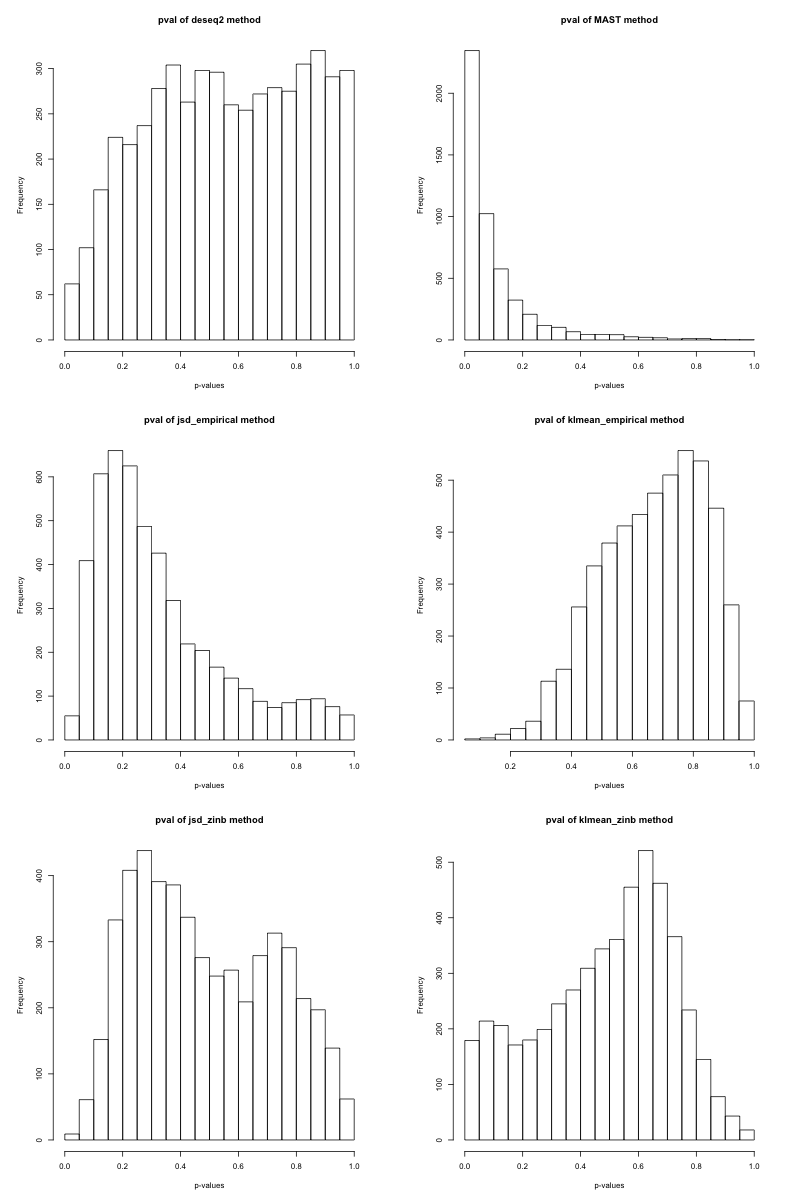 pval of deseq2 method
Frequency
0 50 100 150 200 250 300
0.0 0.2 0.4 0.6 0.8 1.0
p-values
pval of MAST method
Frequency
0 500 1000 1500 2000
0.0 0.2 0.4 0.6 0.8 1.0
p-values
pval of jsd_empirical method
Frequency
0 100 200 300 400 500 600
0.0 0.2 0.4 0.6 0.8 1.0
p-values
pval of klmean_empirical method
Frequency
0 100 200 300 400 500
0.2 0.4 0.6 0.8 1.0
p-values
pval of jsd_zinb method
Frequency
0 100 200 300 400
0.0 0.2 0.4 0.6 0.8 1.0
p-values
pval of klmean_zinb method
Frequency
0 100 200 300 400 500
0.0 0.2 0.4 0.6 0.8 1.0
p-values